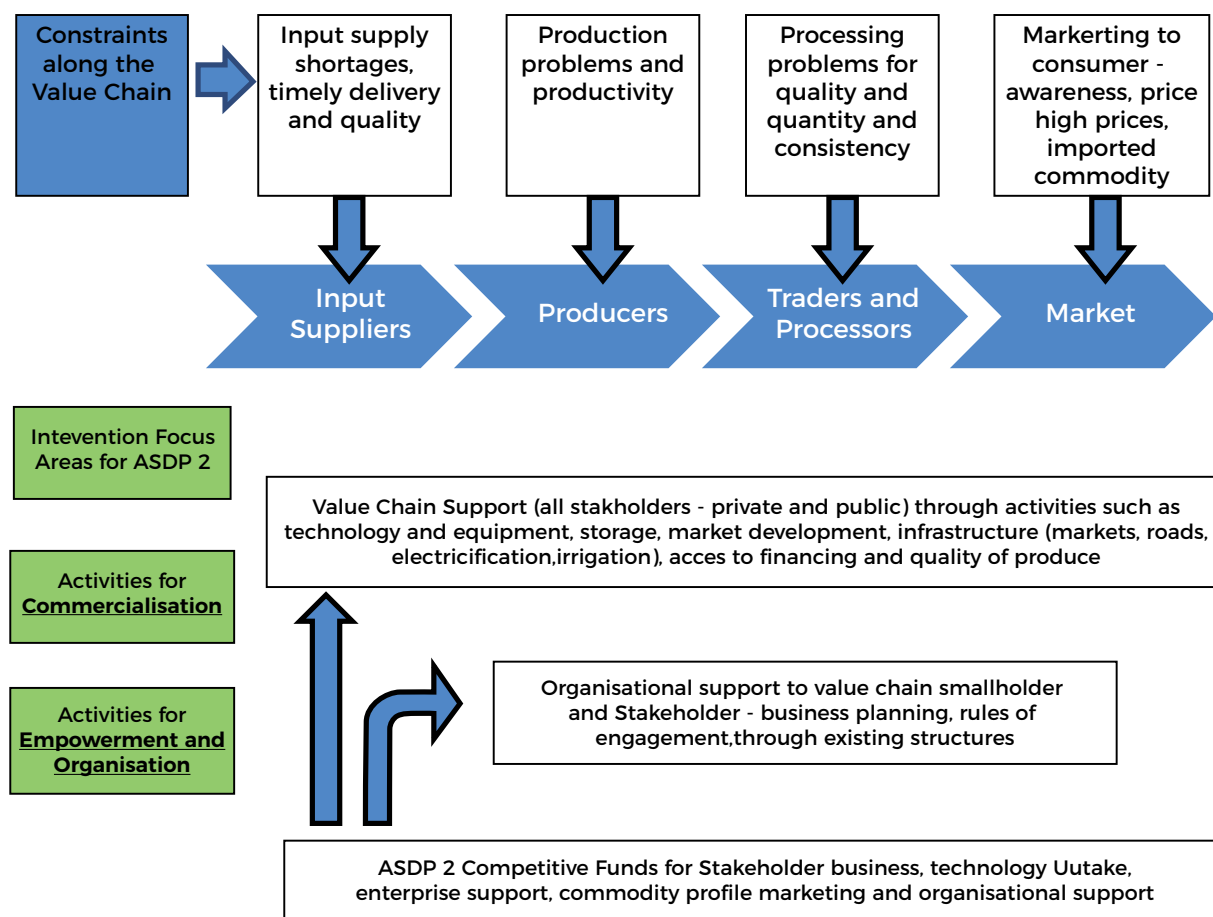 Constraints
along the
Value Chain
Input supply
shortages,
timely delivery
and quality
Production
problems and
productivity
Processing
problems for
quality and
quantity and
consistency
Markerting to
consumer -
awareness, price
high prices,
imported
commodity
Input
Suppliers
Producers
Traders and
Processors
Market
Intevention Focus
Areas for ASDP 2
Value Chain Support (all stakholders - private and public) through activities such as
technology and equipment, storage, market development, infrastructure (markets, roads,
electricification,irrigation), acces to financing and quality of produce
Activities for
Commercialisation
Organisational support to value chain smallholder
and Stakeholder - business planning, rules of
engagement,through existing structures
Activities for
Empowerment and
Organisation
ASDP 2 Competitive Funds for Stakeholder business, technology Uutake,
enterprise support, commodity profile marketing and organisational support